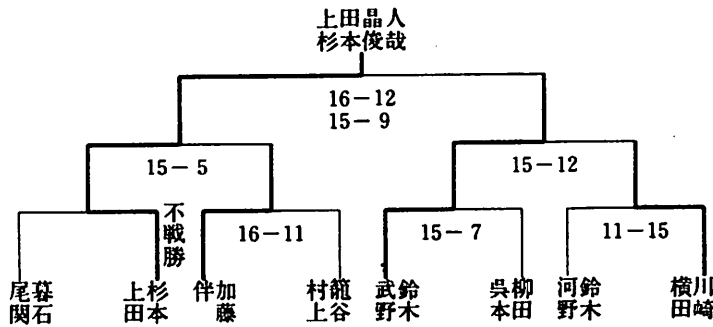 上田晶人
杉本俊哉
16-12
15-9
15-5
15-12
不戦勝
16-11
15-7
11-15
尾関
暮石
上田
杉本
伴
加藤
村上
籠谷
武野
鈴木
呉本
柳田
河野
鈴木
横田
川崎